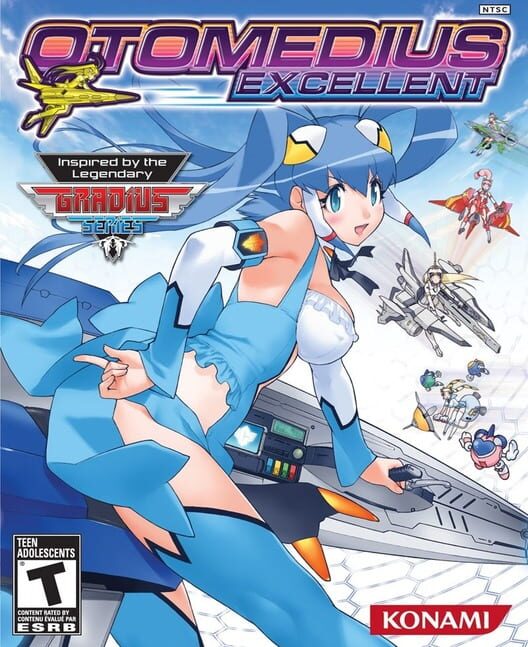 NTSC
OTOMEDIUS
EXCELLENT
Inspired by the
Legendary
GRADIUS
SERIES
TEEN
ADOLESCENTS
T
®
CONTENT RATED BY
CONTENU ÉVALUÉ PAR
ESRB
KONAMI